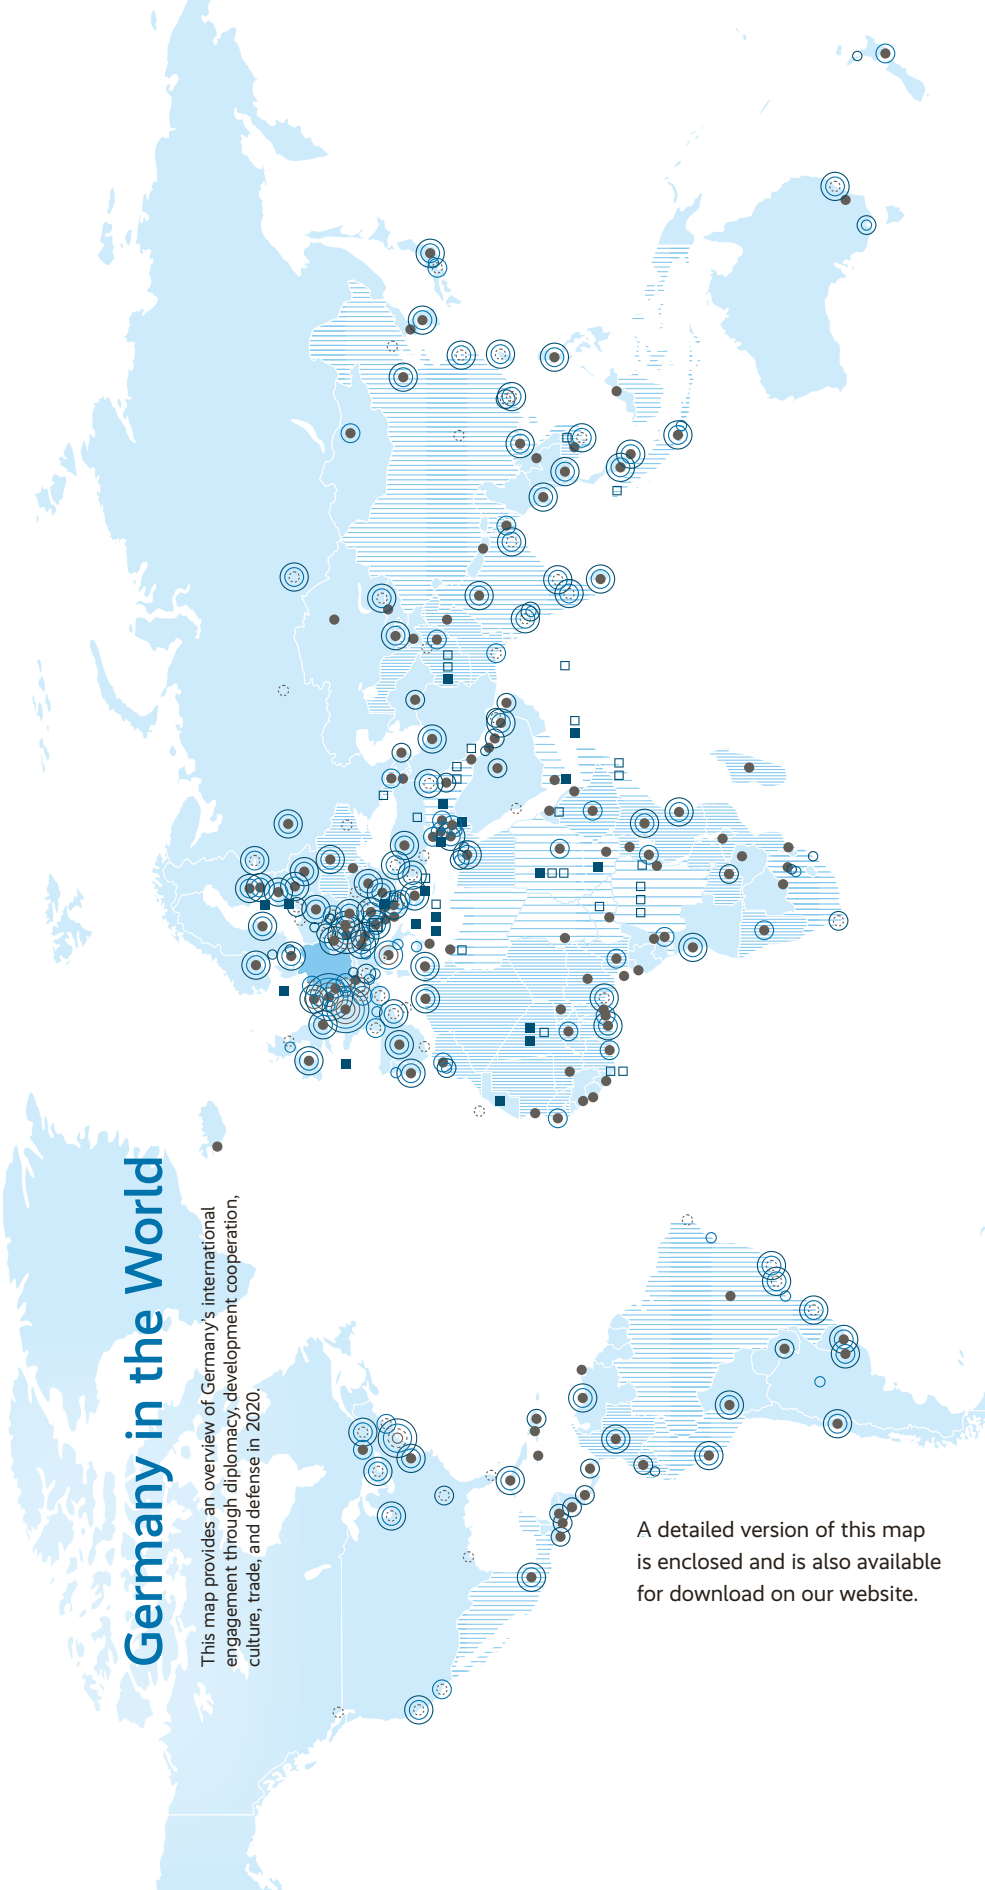 Germany in the World
This map provides an overview of Germany’s international
engagement through diplomacy, development cooperation,
culture, trade, and defense in 2020.
A detailed version of this map
is enclosed and is also available
for download on our website.